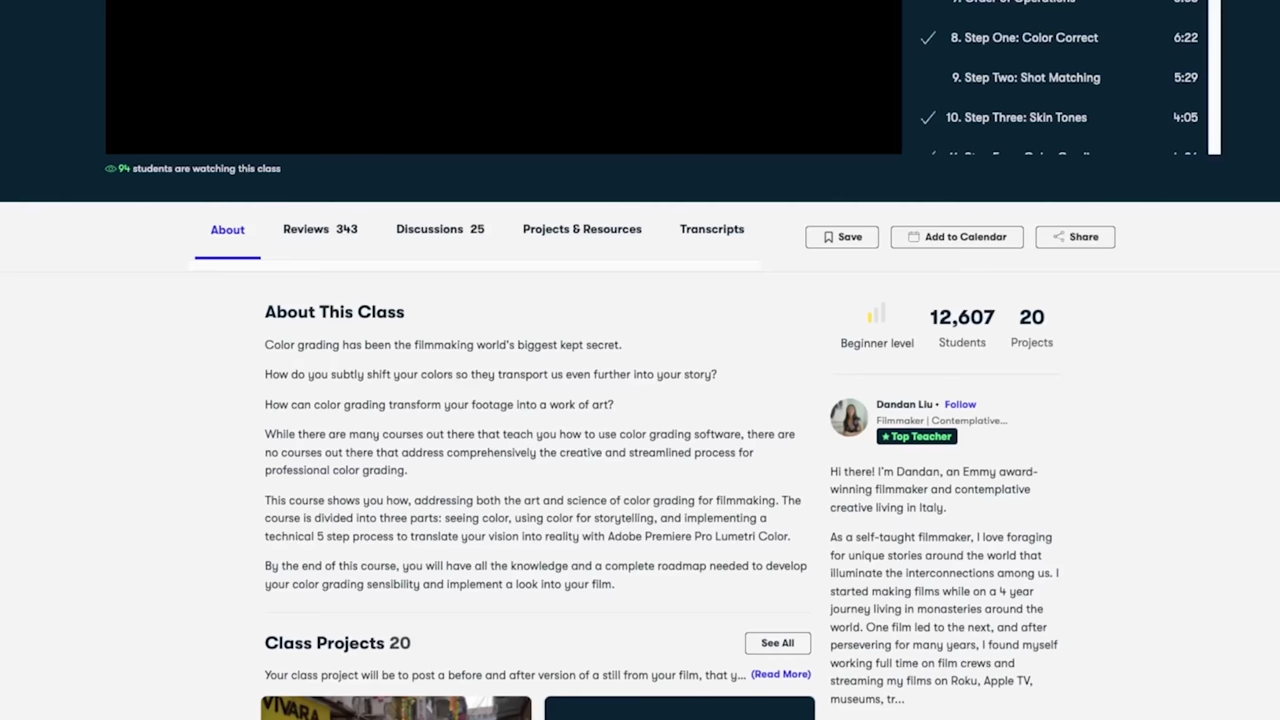 8. Step One: Color Correct 6:22
9. Step Two: Shot Matching 5:29
10. Step Three: Skin Tones 4:05
94 students are watching this class
About Reviews 343 Discussions 25 Projects & Resources Transcripts Save Add to Calendar Share
About This Class
Color grading has been the filmmaking world's biggest kept secret.
How do you subtly shift your colors so they transport us even further into your story?
How can color grading transform your footage into a work of art?
While there are many courses out there that teach you how to use color grading software, there are
no courses out there that address comprehensively the creative and streamlined process for
professional color grading.
This course shows you how, addressing both the art and science of color grading for filmmaking. The
course is divided into three parts: seeing color, using color for storytelling, and implementing a
technical 5 step process to translate your vision into reality with Adobe Premiere Pro Lumetri Color.
By the end of this course, you will have all the knowledge and a complete roadmap needed to develop
your color grading sensibility and implement a look into your film.
Class Projects 20 See All
Your class project will be to post a before and after version of a still from your film, that y... (Read More)
VIVARA
12,607 20
Beginner level Students Projects
Dandan Liu • Follow
Filmmaker | Contemplative...
★ Top Teacher
Hi there! I'm Dandan, an Emmy award-
winning filmmaker and contemplative
creative living in Italy.
As a self-taught filmmaker, I love foraging
for unique stories around the world that
illuminate the interconnections among us. I
started making films while on a 4 year
journey living in monasteries around the
world. One film led to the next, and after
persevering for many years, I found myself
working full time on film crews and
streaming my films on Roku, Apple TV,
museums, tr...